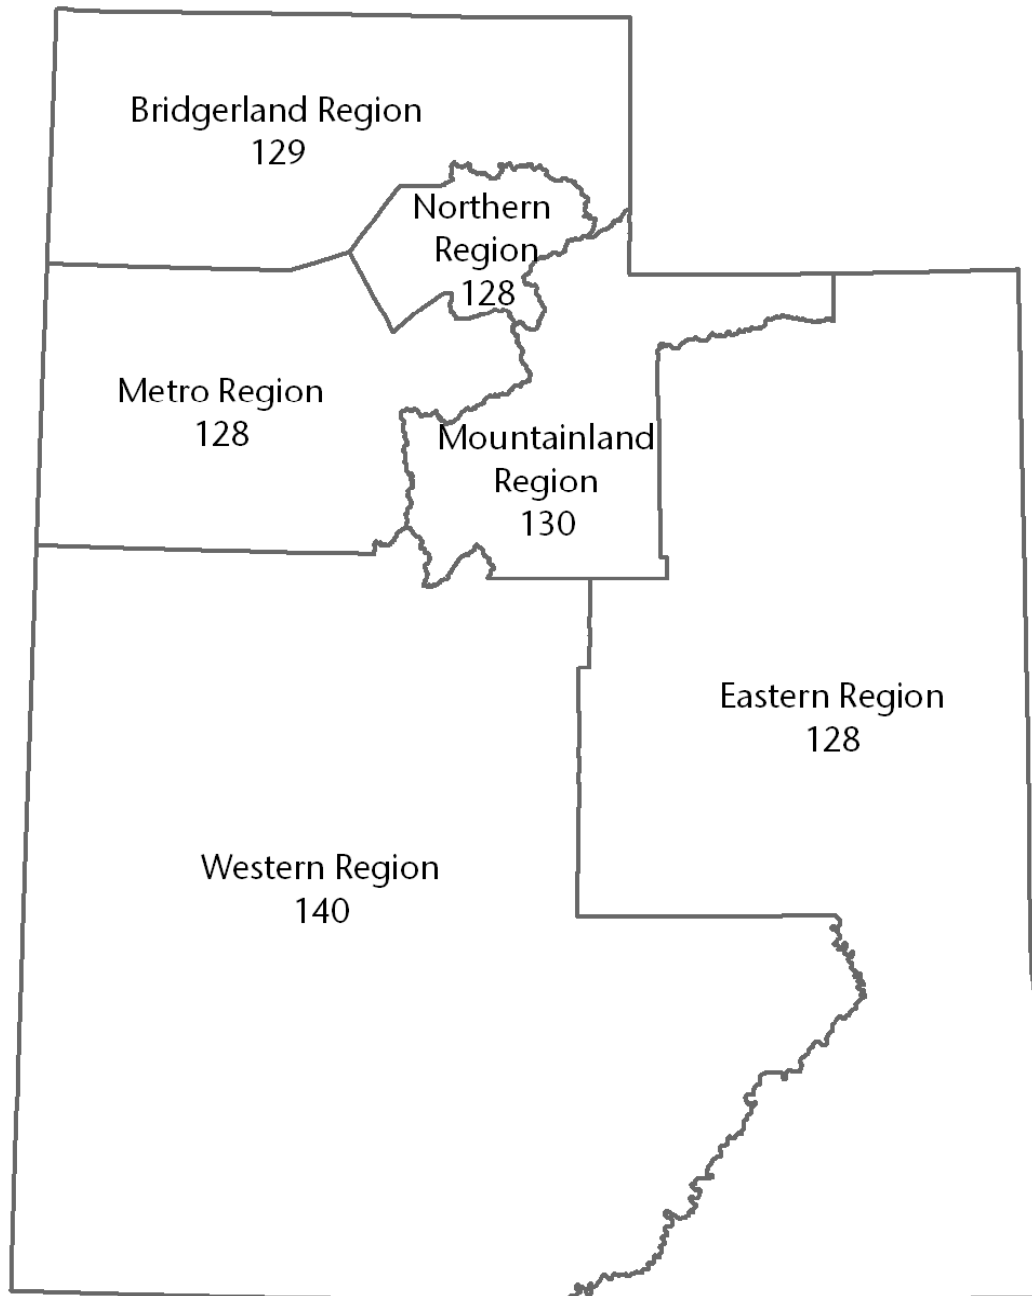 Bridgerland Region
129
Northern
Region
128
Metro Region
128
Mountainland
Region
130
Eastern Region
128
Western Region
140